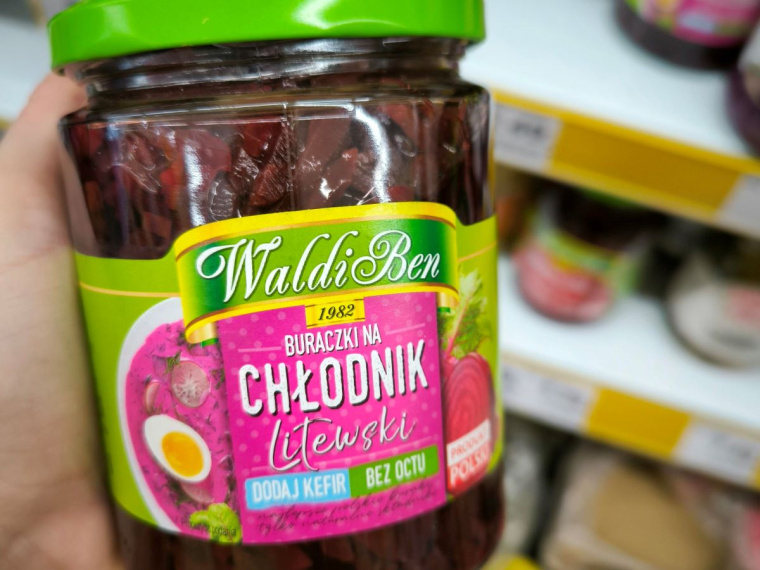 WaldiBen
1982
BURACZKI NA
CHŁODNIK
Litewski
DODAJ KEFIR BEZ OCTU
PRODUKT
POLSKI